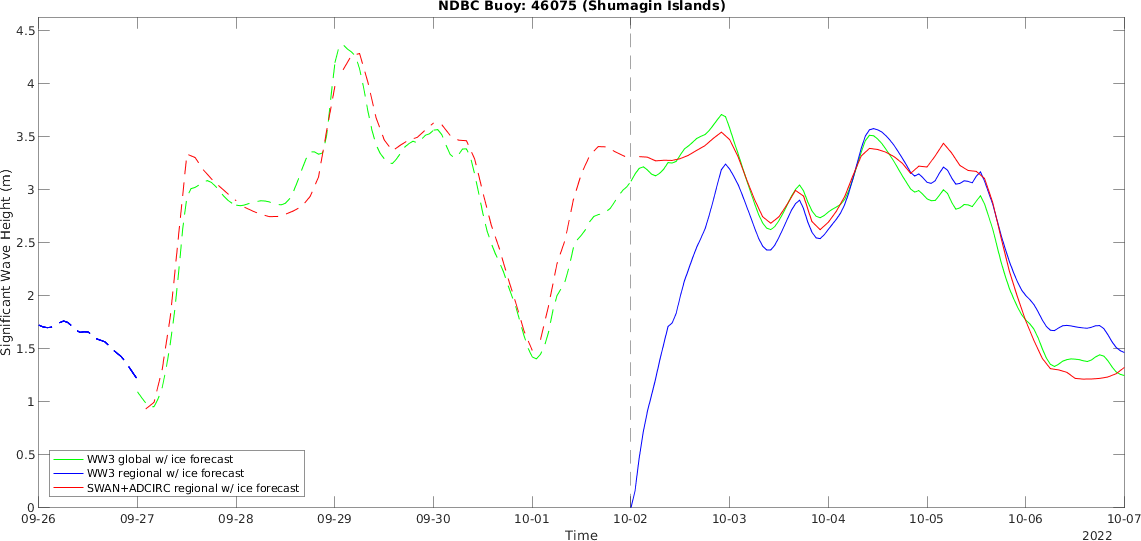 NDBC Buoy: 46075 (Shumagin Islands)
Significant Wave Height (m)
4.5
4
3.5
3
2.5
2
1.5
1
0.5
0
WW3 global w/ ice forecast
WW3 regional w/ ice forecast
SWAN+ADCIRC regional w/ ice forecast
09-26 09-27 09-28 09-29 09-30 10-01 10-02 10-03 10-04 10-05 10-06 10-07
Time
2022